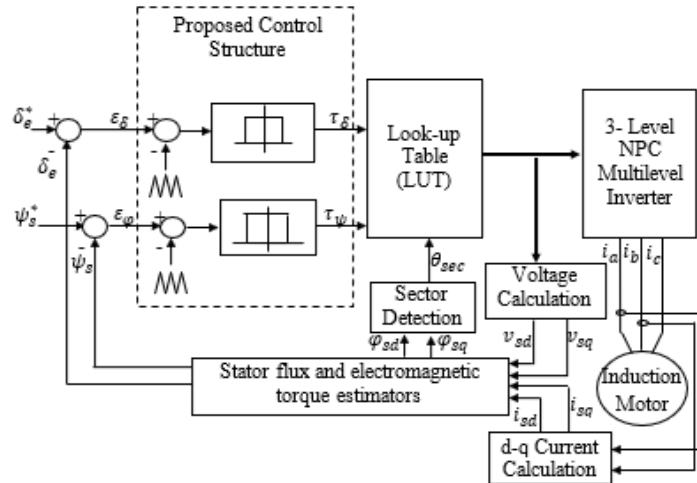 Proposed Control
Structure
δ*e
+
-
δe
εδ
+
-
τδ
ψ*s
+
-
ψs
εφ
+
-
τψ
Look-up
Table
(LUT)
3- Level
NPC
Multilevel
Inverter
ia ib ic
θsec
Sector
Detection
φsd φsq
Voltage
Calculation
vsd vsq
Stator flux and electromagnetic
torque estimators
isd isq
Induction
Motor
d-q Current
Calculation